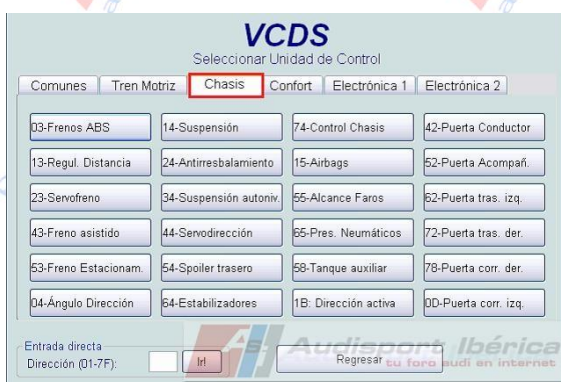 VCDS
Seleccionar Unidad de Control
Comunes Tren Motriz Chasis Confort Electrónica 1 Electrónica 2
03-Frenos ABS 14-Suspensión 74-Control Chasis 42-Puerta Conductor
13-Regul. Distancia 24-Antirresbalamiento 15-Airbags 52-Puerta Acompañ.
23-Servofreno 34-Suspensión autoniv. 55-Alcance Faros 62-Puerta tras. izq.
43-Freno asistido 44-Servodirección 65-Pres. Neumáticos 72-Puerta tras. der.
53-Freno Estacionam. 54-Spoiler trasero 58-Tanque auxiliar 78-Puerta corr. der.
04-Ángulo Dirección 64-Estabilizadores 1B: Dirección activa 0D-Puerta corr. izq.
Entrada directa
Dirección (01-7F): Ir! Regresar
Audisport Ibérica
tu foro audi en internet